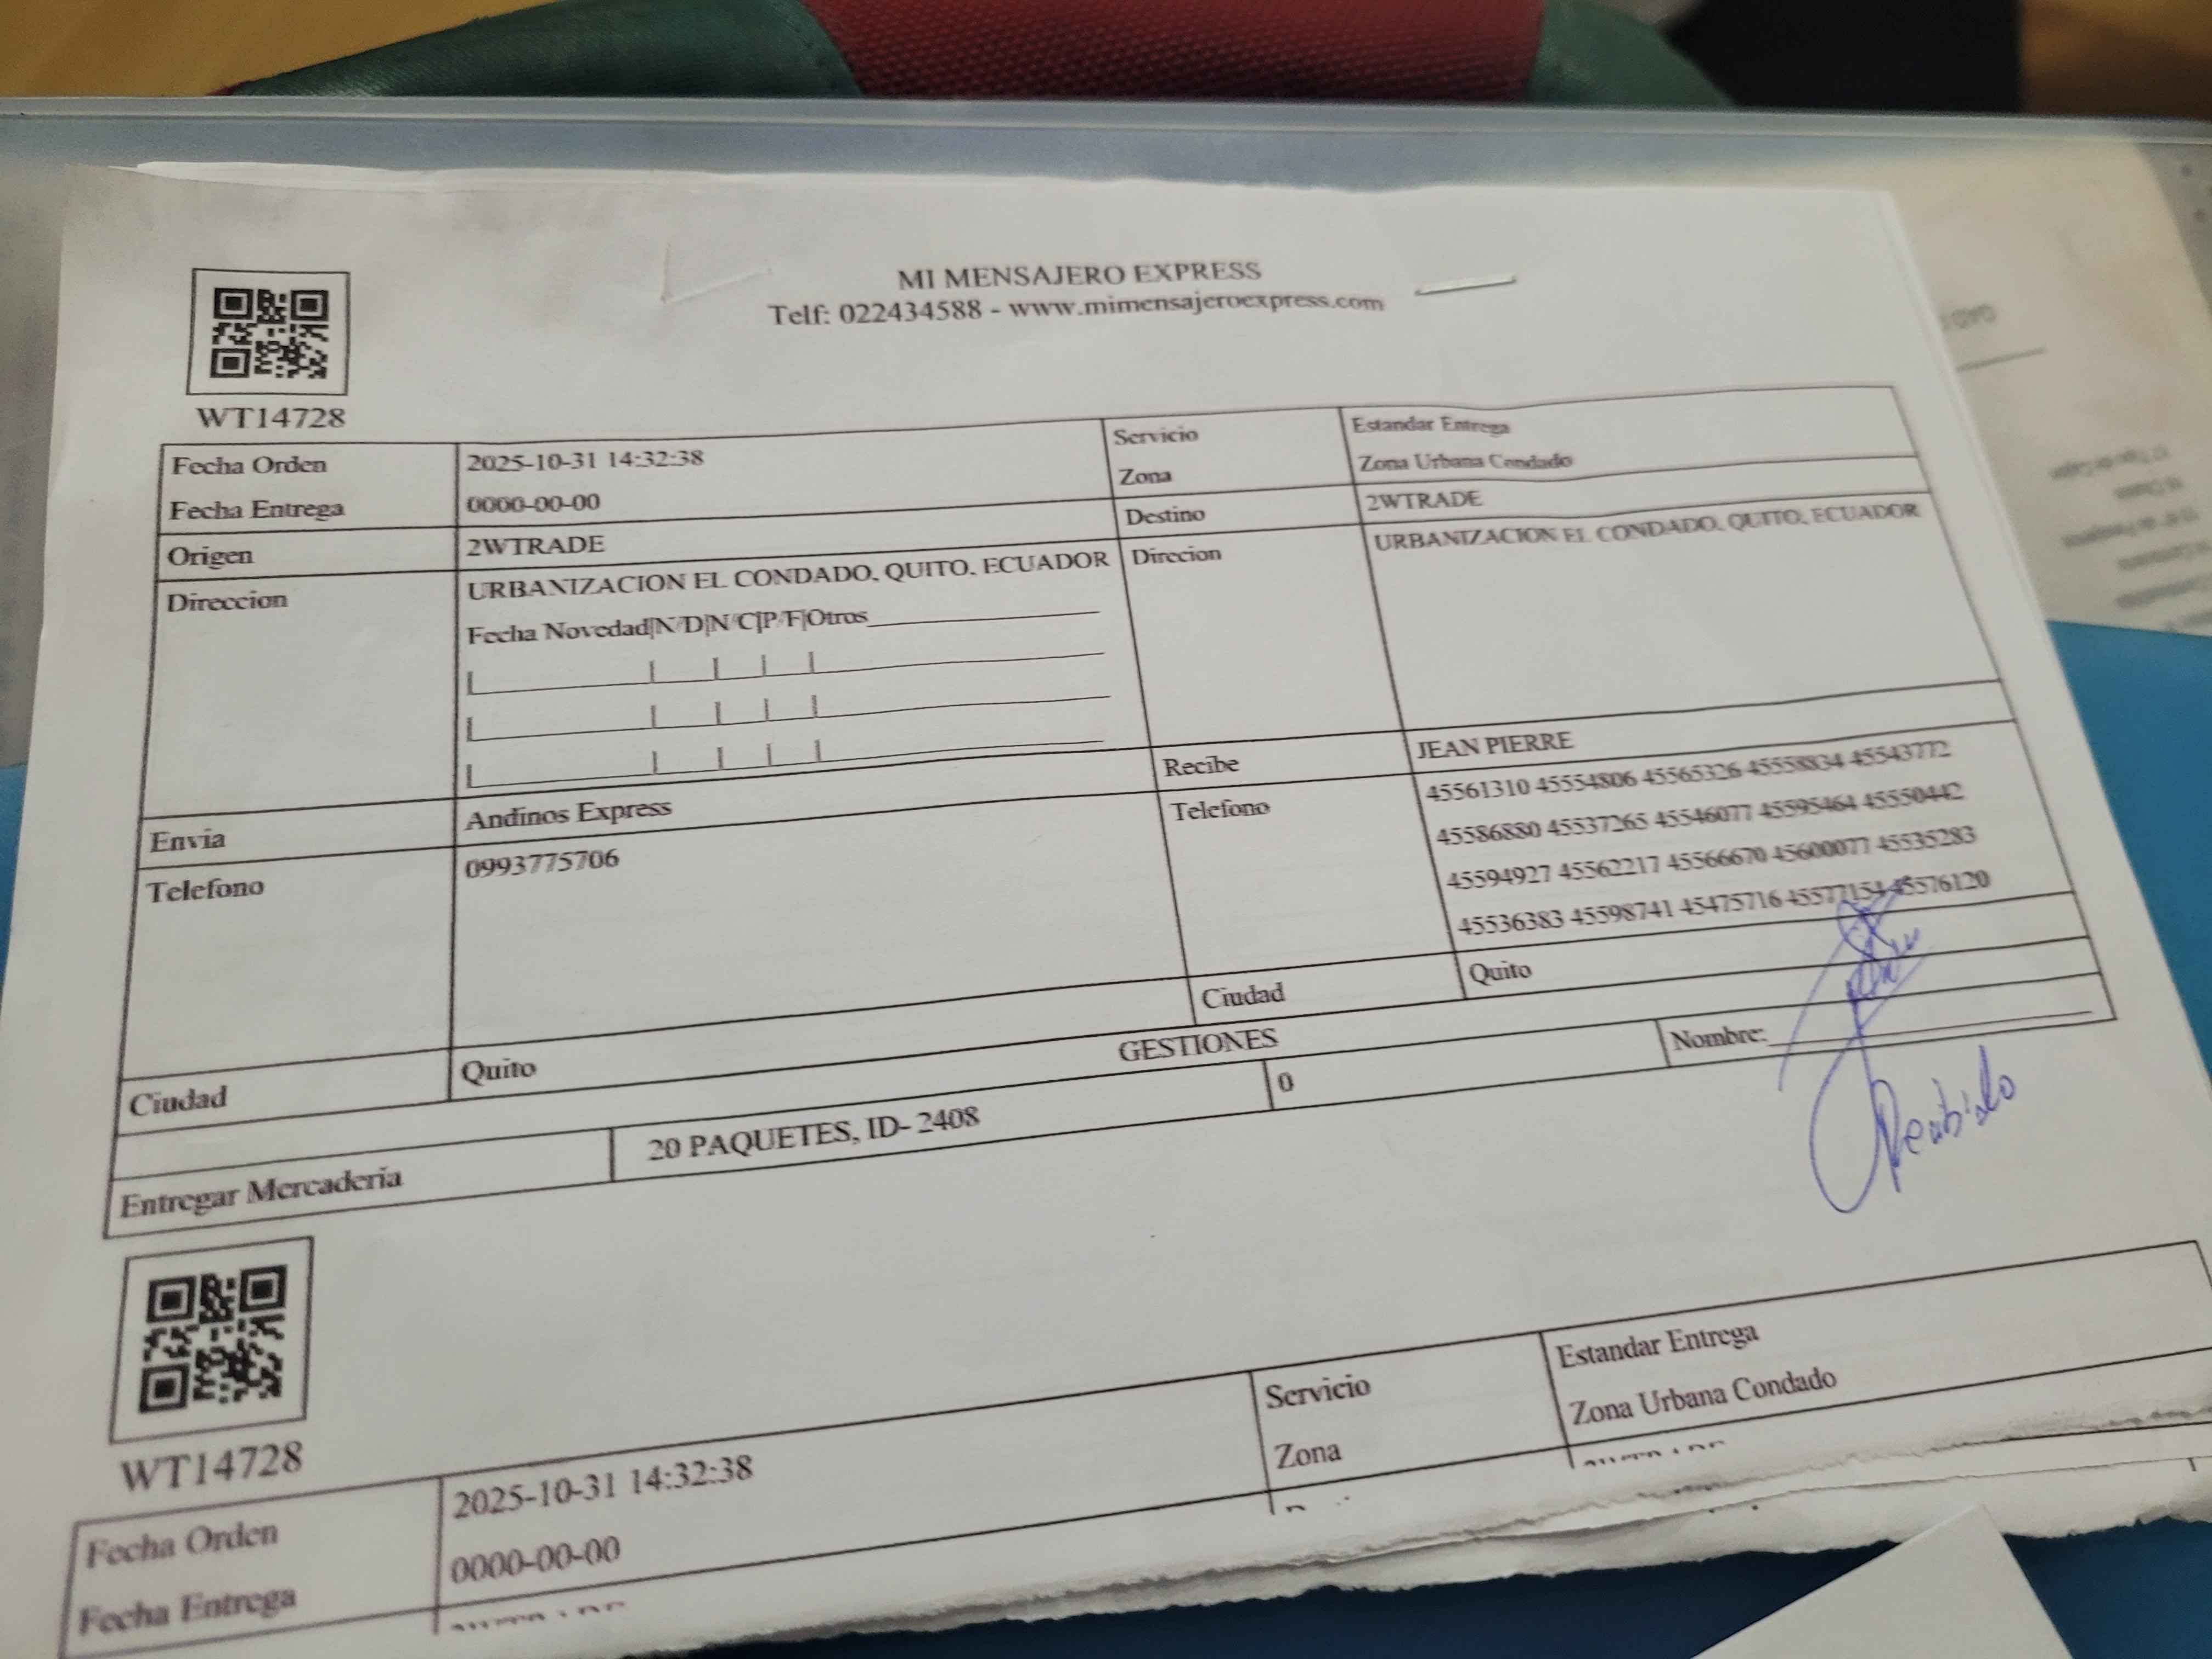 MI MENSAJERO EXPRESS
Telf: 022434588 - www.mimensajeroexpress.com
WT14728
Fecha Orden 2025-10-31 14:32:38 Servicio Estandar Entrega
Fecha Entrega 0000-00-00 Zona Zona Urbana Condado
Origen 2WTRADE Destino 2WTRADE
Direccion URBANIZACION EL CONDADO, QUITO, ECUADOR Direcion URBANIZACION EL CONDADO, QUITO, ECUADOR
Fecha Novedad|N/D|N/C|P/F|Otros
Envia Andinos Express Recibe JEAN PIERRE
Telefono 0993775706 Telefono 45561310 45554806 45565326 45558834 45543772
45586880 45537265 45546077 45595464 45550442
45594927 45562217 45566670 45600077 45535283
45536383 45598741 45475716 45577154 45576120
Ciudad Quito Ciudad Quito
GESTIONES
Entregar Mercadería 20 PAQUETES, ID- 2408 0 Nombre:
Recibido
WT14728
Fecha Orden 2025-10-31 14:32:38 Servicio Estandar Entrega
Fecha Entrega 0000-00-00 Zona Zona Urbana Condado